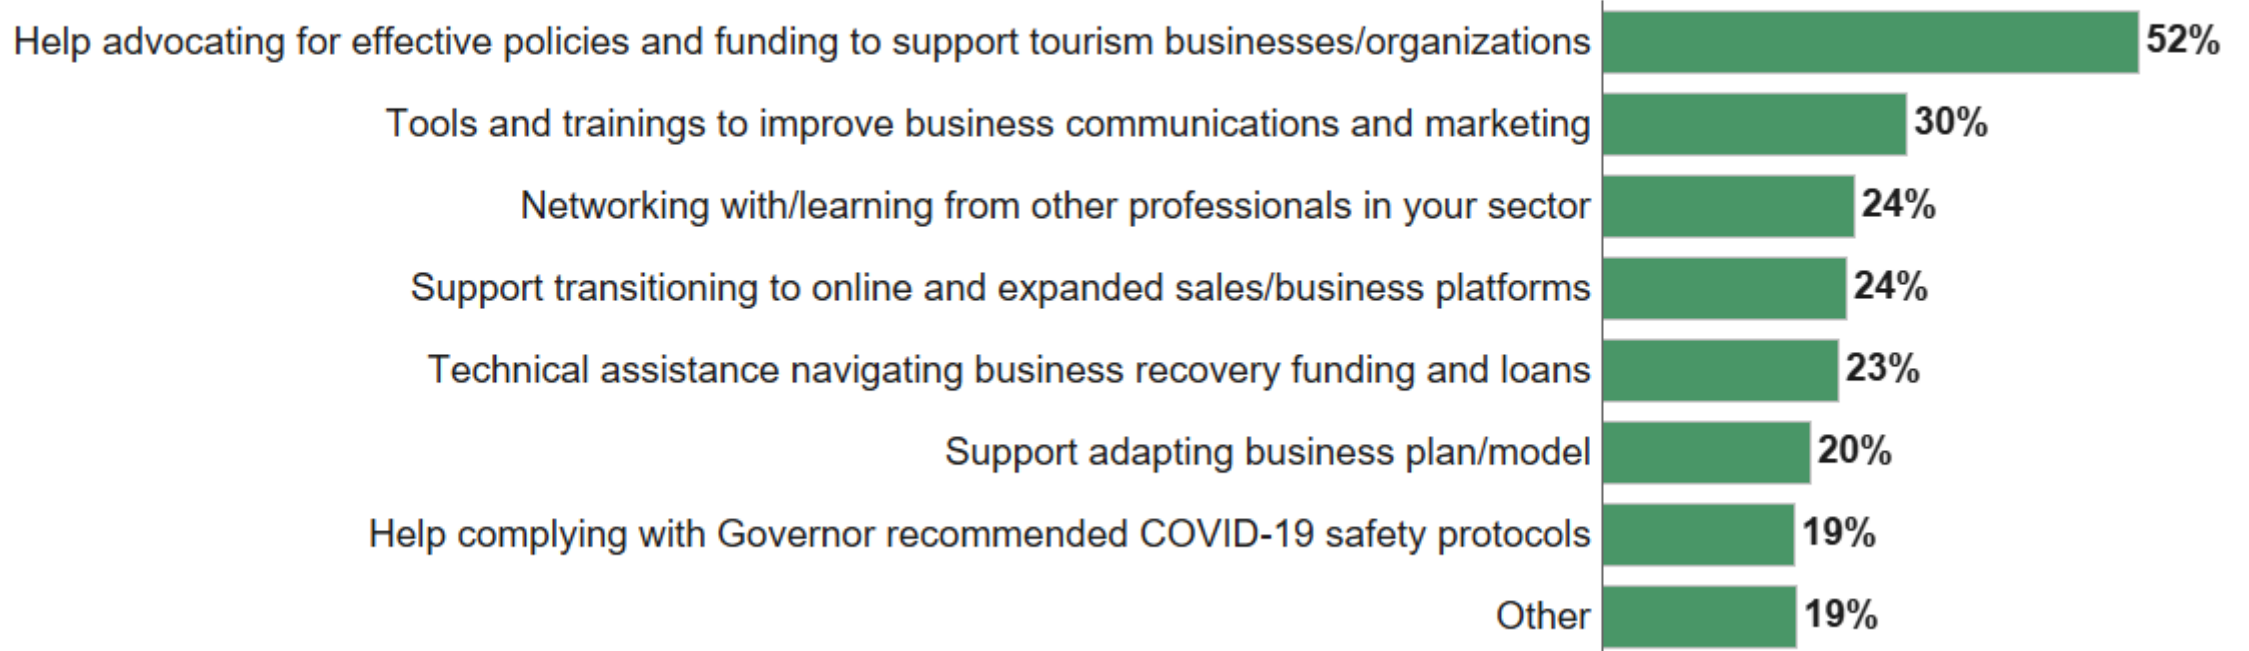 Help advocating for effective policies and funding to support tourism businesses/organizations 52%
Tools and trainings to improve business communications and marketing 30%
Networking with/learning from other professionals in your sector 24%
Support transitioning to online and expanded sales/business platforms 24%
Technical assistance navigating business recovery funding and loans 23%
Support adapting business plan/model 20%
Help complying with Governor recommended COVID-19 safety protocols 19%
Other 19%